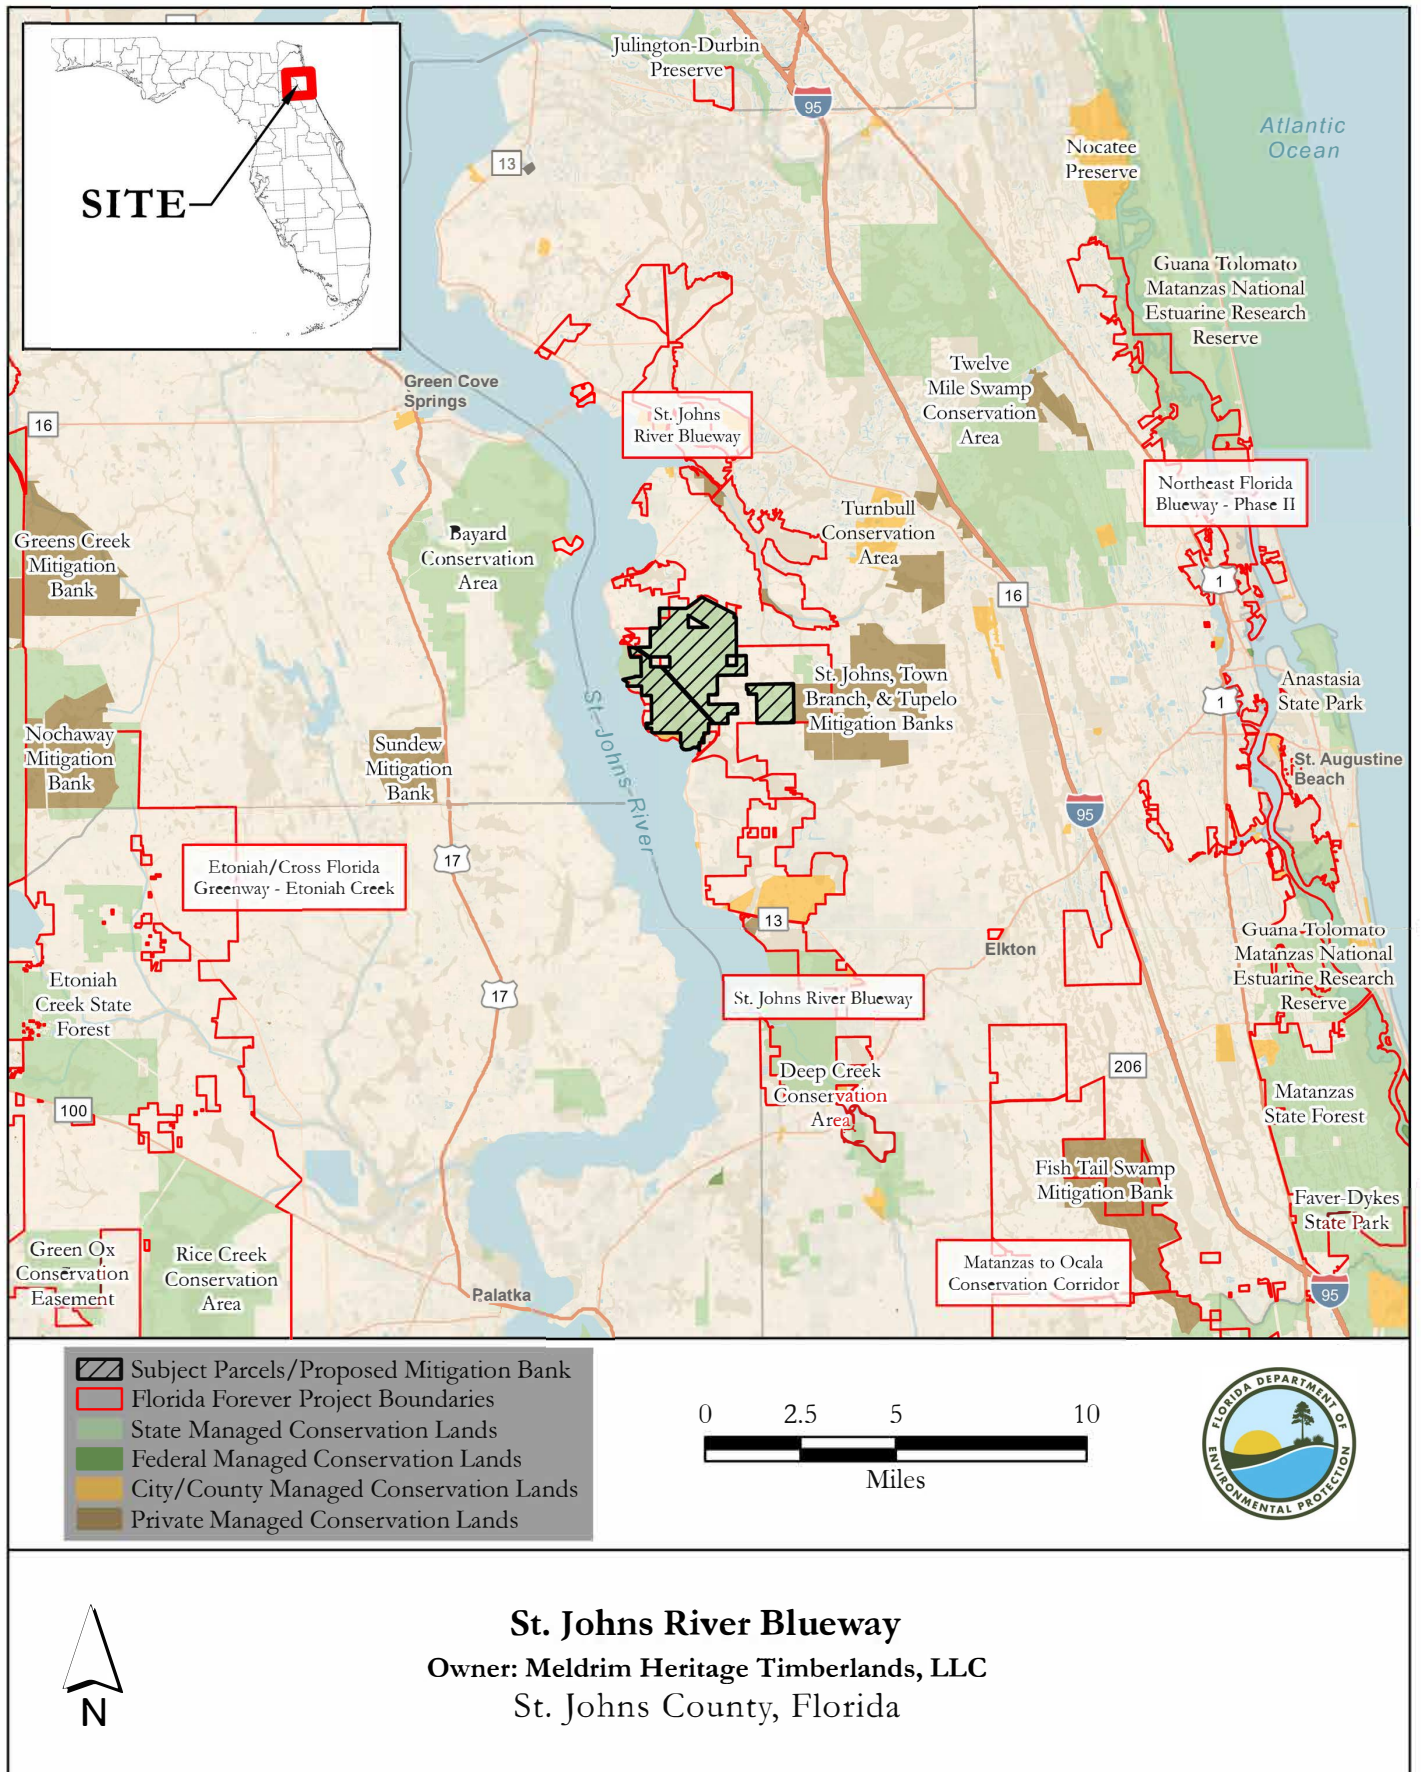 SITE
Julington-Durbin
Preserve
95
13
Atlantic
Ocean
Nocatee
Preserve
Guana Tolomato
Matanzas National
Estuarine Research
Reserve
Twelve
Mile Swamp
Conservation
Area
Green Cove
Springs
16
St. Johns
River Blueway
Northeast Florida
Blueway - Phase II
Turnbull
Conservation
Area
Bayard
Conservation
Area
Greens Creek
Mitigation
Bank
1
16
St. Johns, Town
Branch, & Tupelo
Mitigation Banks
Anastasia
State Park
1
St. Johns River
Nochaway
Mitigation
Bank
Sundew
Mitigation
Bank
St. Augustine
Beach
95
17
Etoniah/Cross Florida
Greenway - Etoniah Creek
13
Elkton
Guana Tolomato
Matanzas National
Estuarine Research
Reserve
Etoniah
Creek State
Forest
17
St. Johns River Blueway
206
Deep Creek
Conservation
Area
Matanzas
State Forest
100
Fish Tail Swamp
Mitigation Bank
Faver-Dykes
State Park
Green Ox
Conservation
Easement
Rice Creek
Conservation
Area
Matanzas to Ocala
Conservation Corridor
Palatka
95
Subject Parcels/Proposed Mitigation Bank
Florida Forever Project Boundaries
State Managed Conservation Lands
Federal Managed Conservation Lands
City/County Managed Conservation Lands
Private Managed Conservation Lands
0 2.5 5 10
Miles
FLORIDA DEPARTMENT OF
ENVIRONMENTAL PROTECTION
N
St. Johns River Blueway
Owner: Meldrim Heritage Timberlands, LLC
St. Johns County, Florida